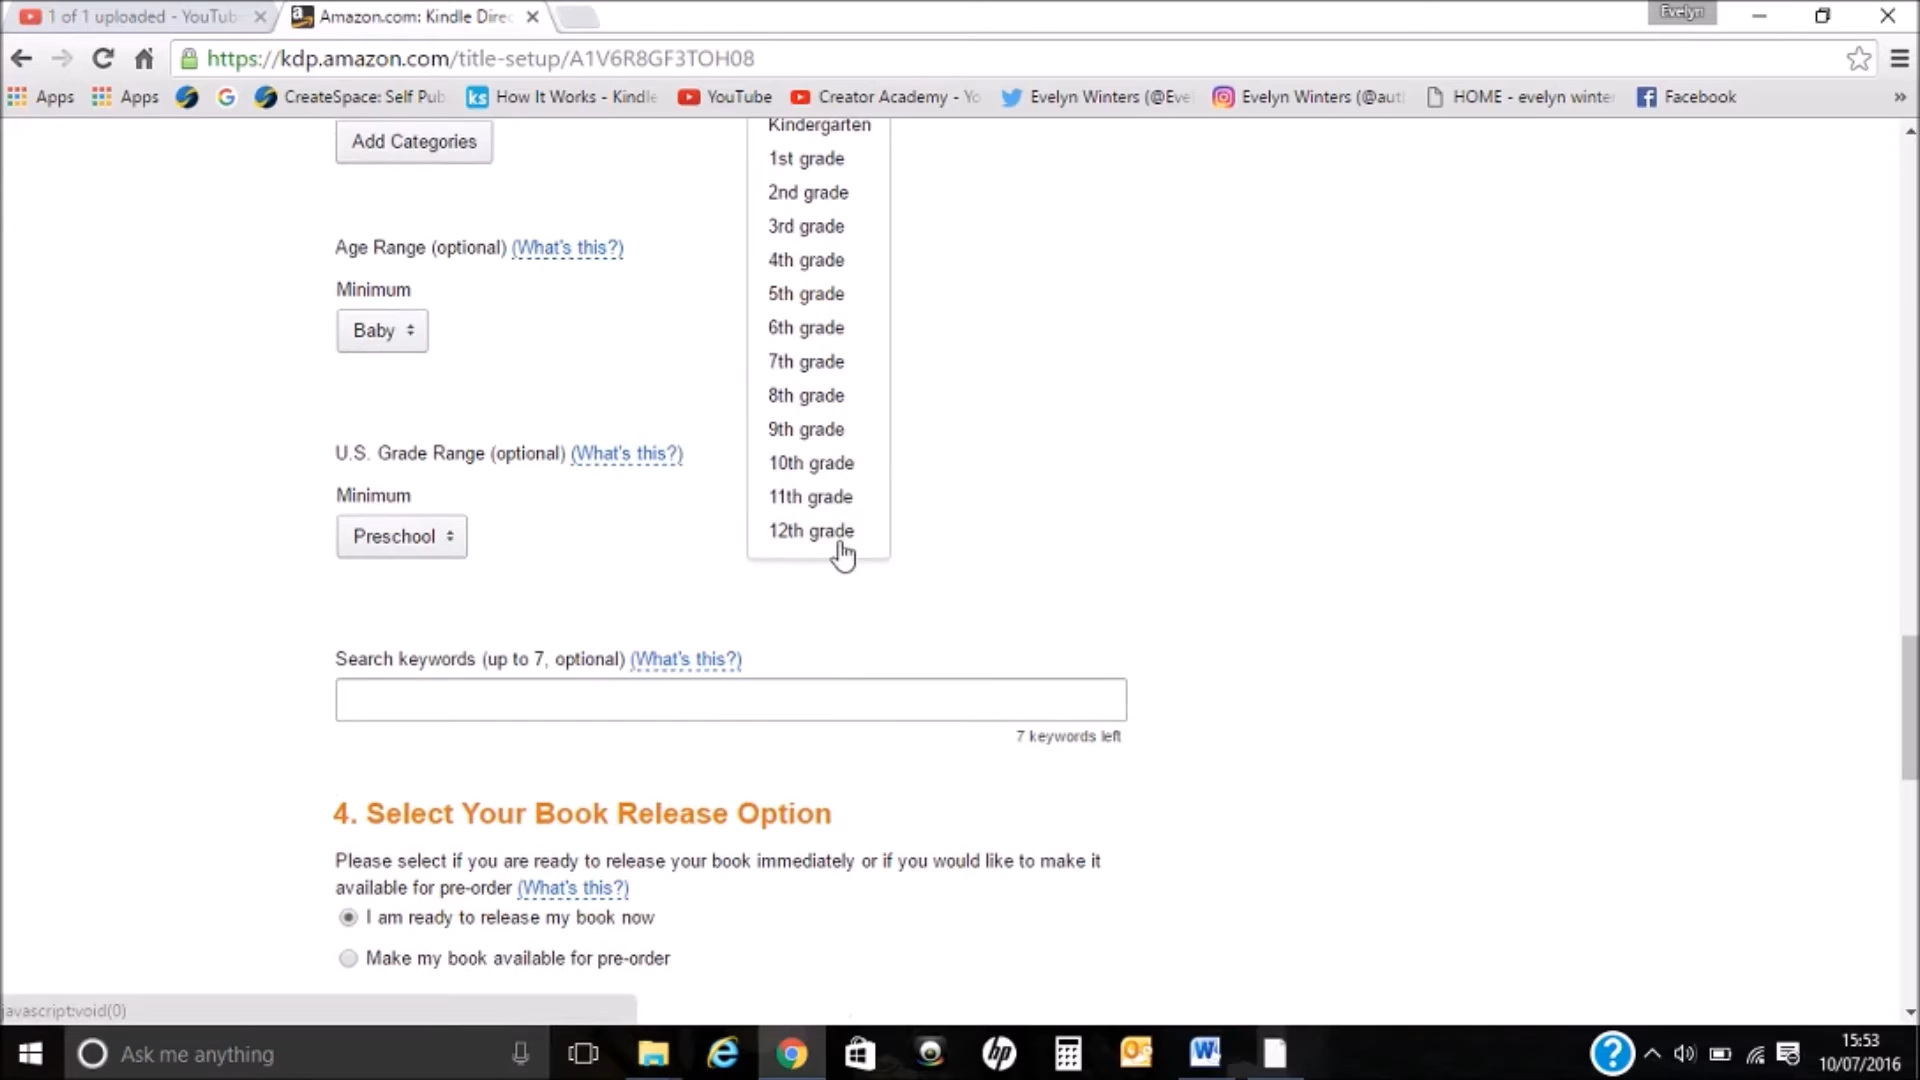 1 of 1 uploaded - YouTub
Amazon.com: Kindle Direc
Evelyn
https://kdp.amazon.com/title-setup/A1V6R8GF3TOH08
Apps
Apps
CreateSpace: Self Pub
How It Works - Kindle
YouTube
Creator Academy - Yo
Evelyn Winters (@Eve
Evelyn Winters (@aut
HOME - evelyn winte
Facebook
»
Add Categories
Kindergarten
1st grade
2nd grade
3rd grade
4th grade
5th grade
6th grade
7th grade
8th grade
9th grade
10th grade
11th grade
12th grade
Age Range (optional) (What's this?)
Minimum
Baby
U.S. Grade Range (optional) (What's this?)
Minimum
Preschool
Search keywords (up to 7, optional) (What's this?)
7 keywords left
4. Select Your Book Release Option
Please select if you are ready to release your book immediately or if you would like to make it
available for pre-order (What's this?)
I am ready to release my book now
Make my book available for pre-order
javascript:void(0)
Ask me anything
15:53
10/07/2016